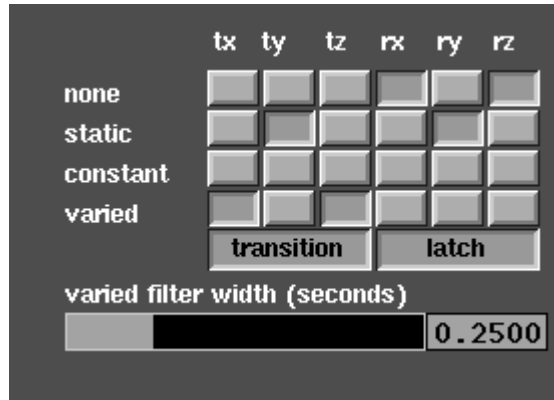 tx ty tz rx ry rz
none
static
constant
varied
transition latch
varied filter width (seconds)
0.2500